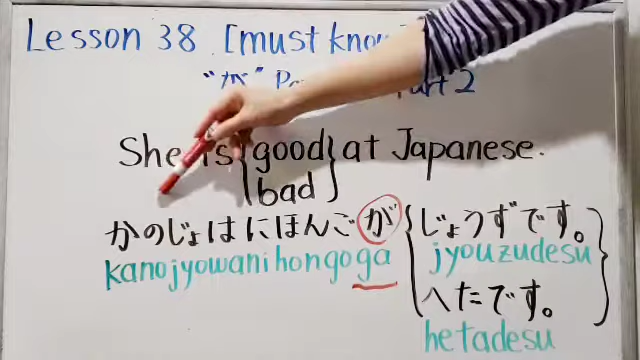 Lesson 38 [must know
"が" Part 2
She is good at Japanese.
bad
かのじょはにほんごがじょうずです。
kanojyowanihongoga jyouzudesu
へたです。
hetadesu